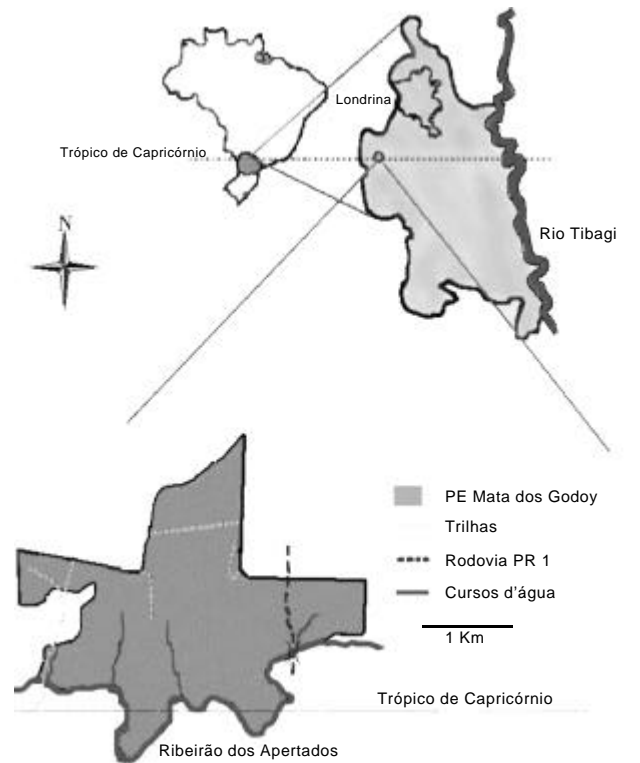 Londrina
Trópico de Capricórnio
N
Rio Tibagi
PE Mata dos Godoy
Trilhas
Rodovia PR 1
Cursos d'água
1 Km
Trópico de Capricórnio
Ribeirão dos Apertados